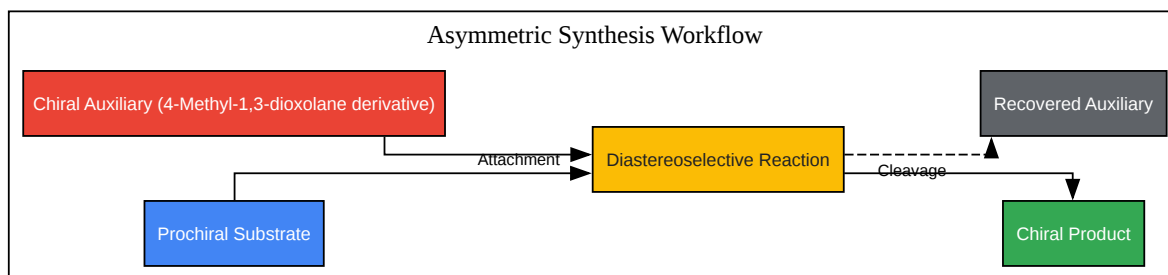 Asymmetric Synthesis Workflow
Chiral Auxiliary (4-Methyl-1,3-dioxolane derivative)
Recovered Auxiliary
Attachment
Diastereoselective Reaction
Cleavage
Prochiral Substrate
Chiral Product